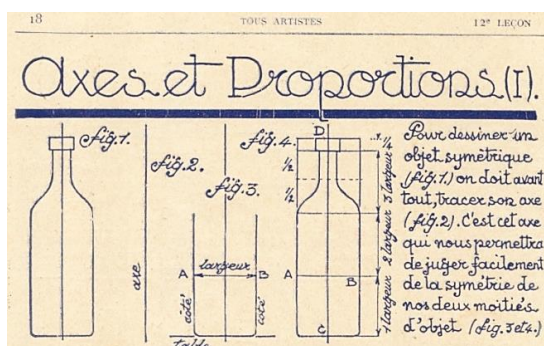 18
TOUS ARTISTES
12e LEÇON
Axes et Proportions (I).
fig.1.
fig.2.
axe
fig.3.
A largeur B
côté
côté
table
fig.4.
D
1/4
1/2
1/2
3 largeur
2 largeur
1 largeur
A
B
C
Pour dessiner un
objet symétrique
(fig.1.) on doit avant
tout, tracer son axe
(fig.2). C'est cet axe
qui nous permettra
de juger facilement
de la symétrie de
nos deux moitiés
d'objet (fig.3 et 4.)